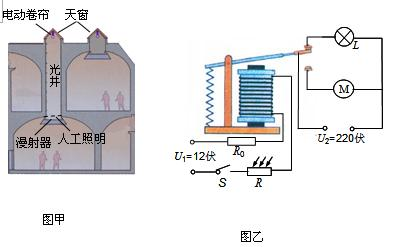 电动卷帘 天窗
光井
漫射器 人工照明
图甲
L
M
U₁=12伏 R₀ U₂=220伏
S R
图乙